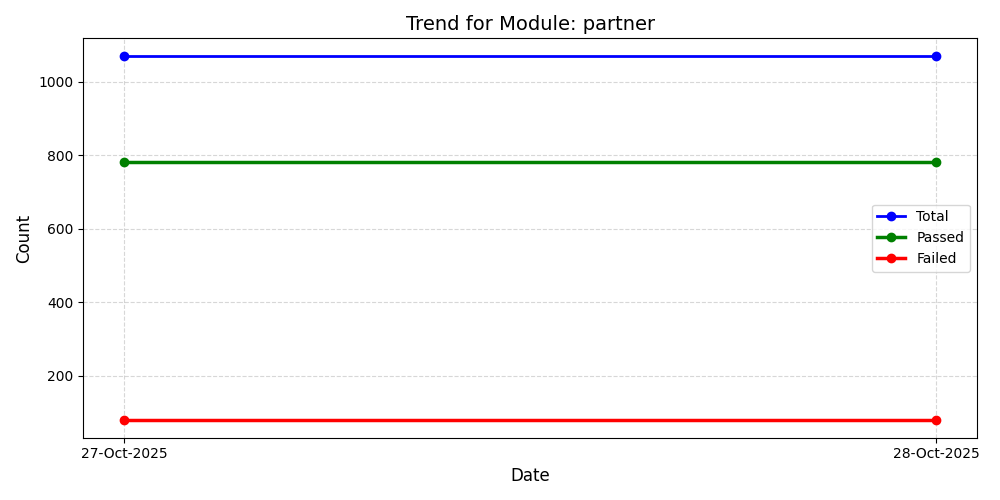 Trend for Module: partner
1000
800
600
400
200
Count
Total
Passed
Failed
27-Oct-2025
28-Oct-2025
Date